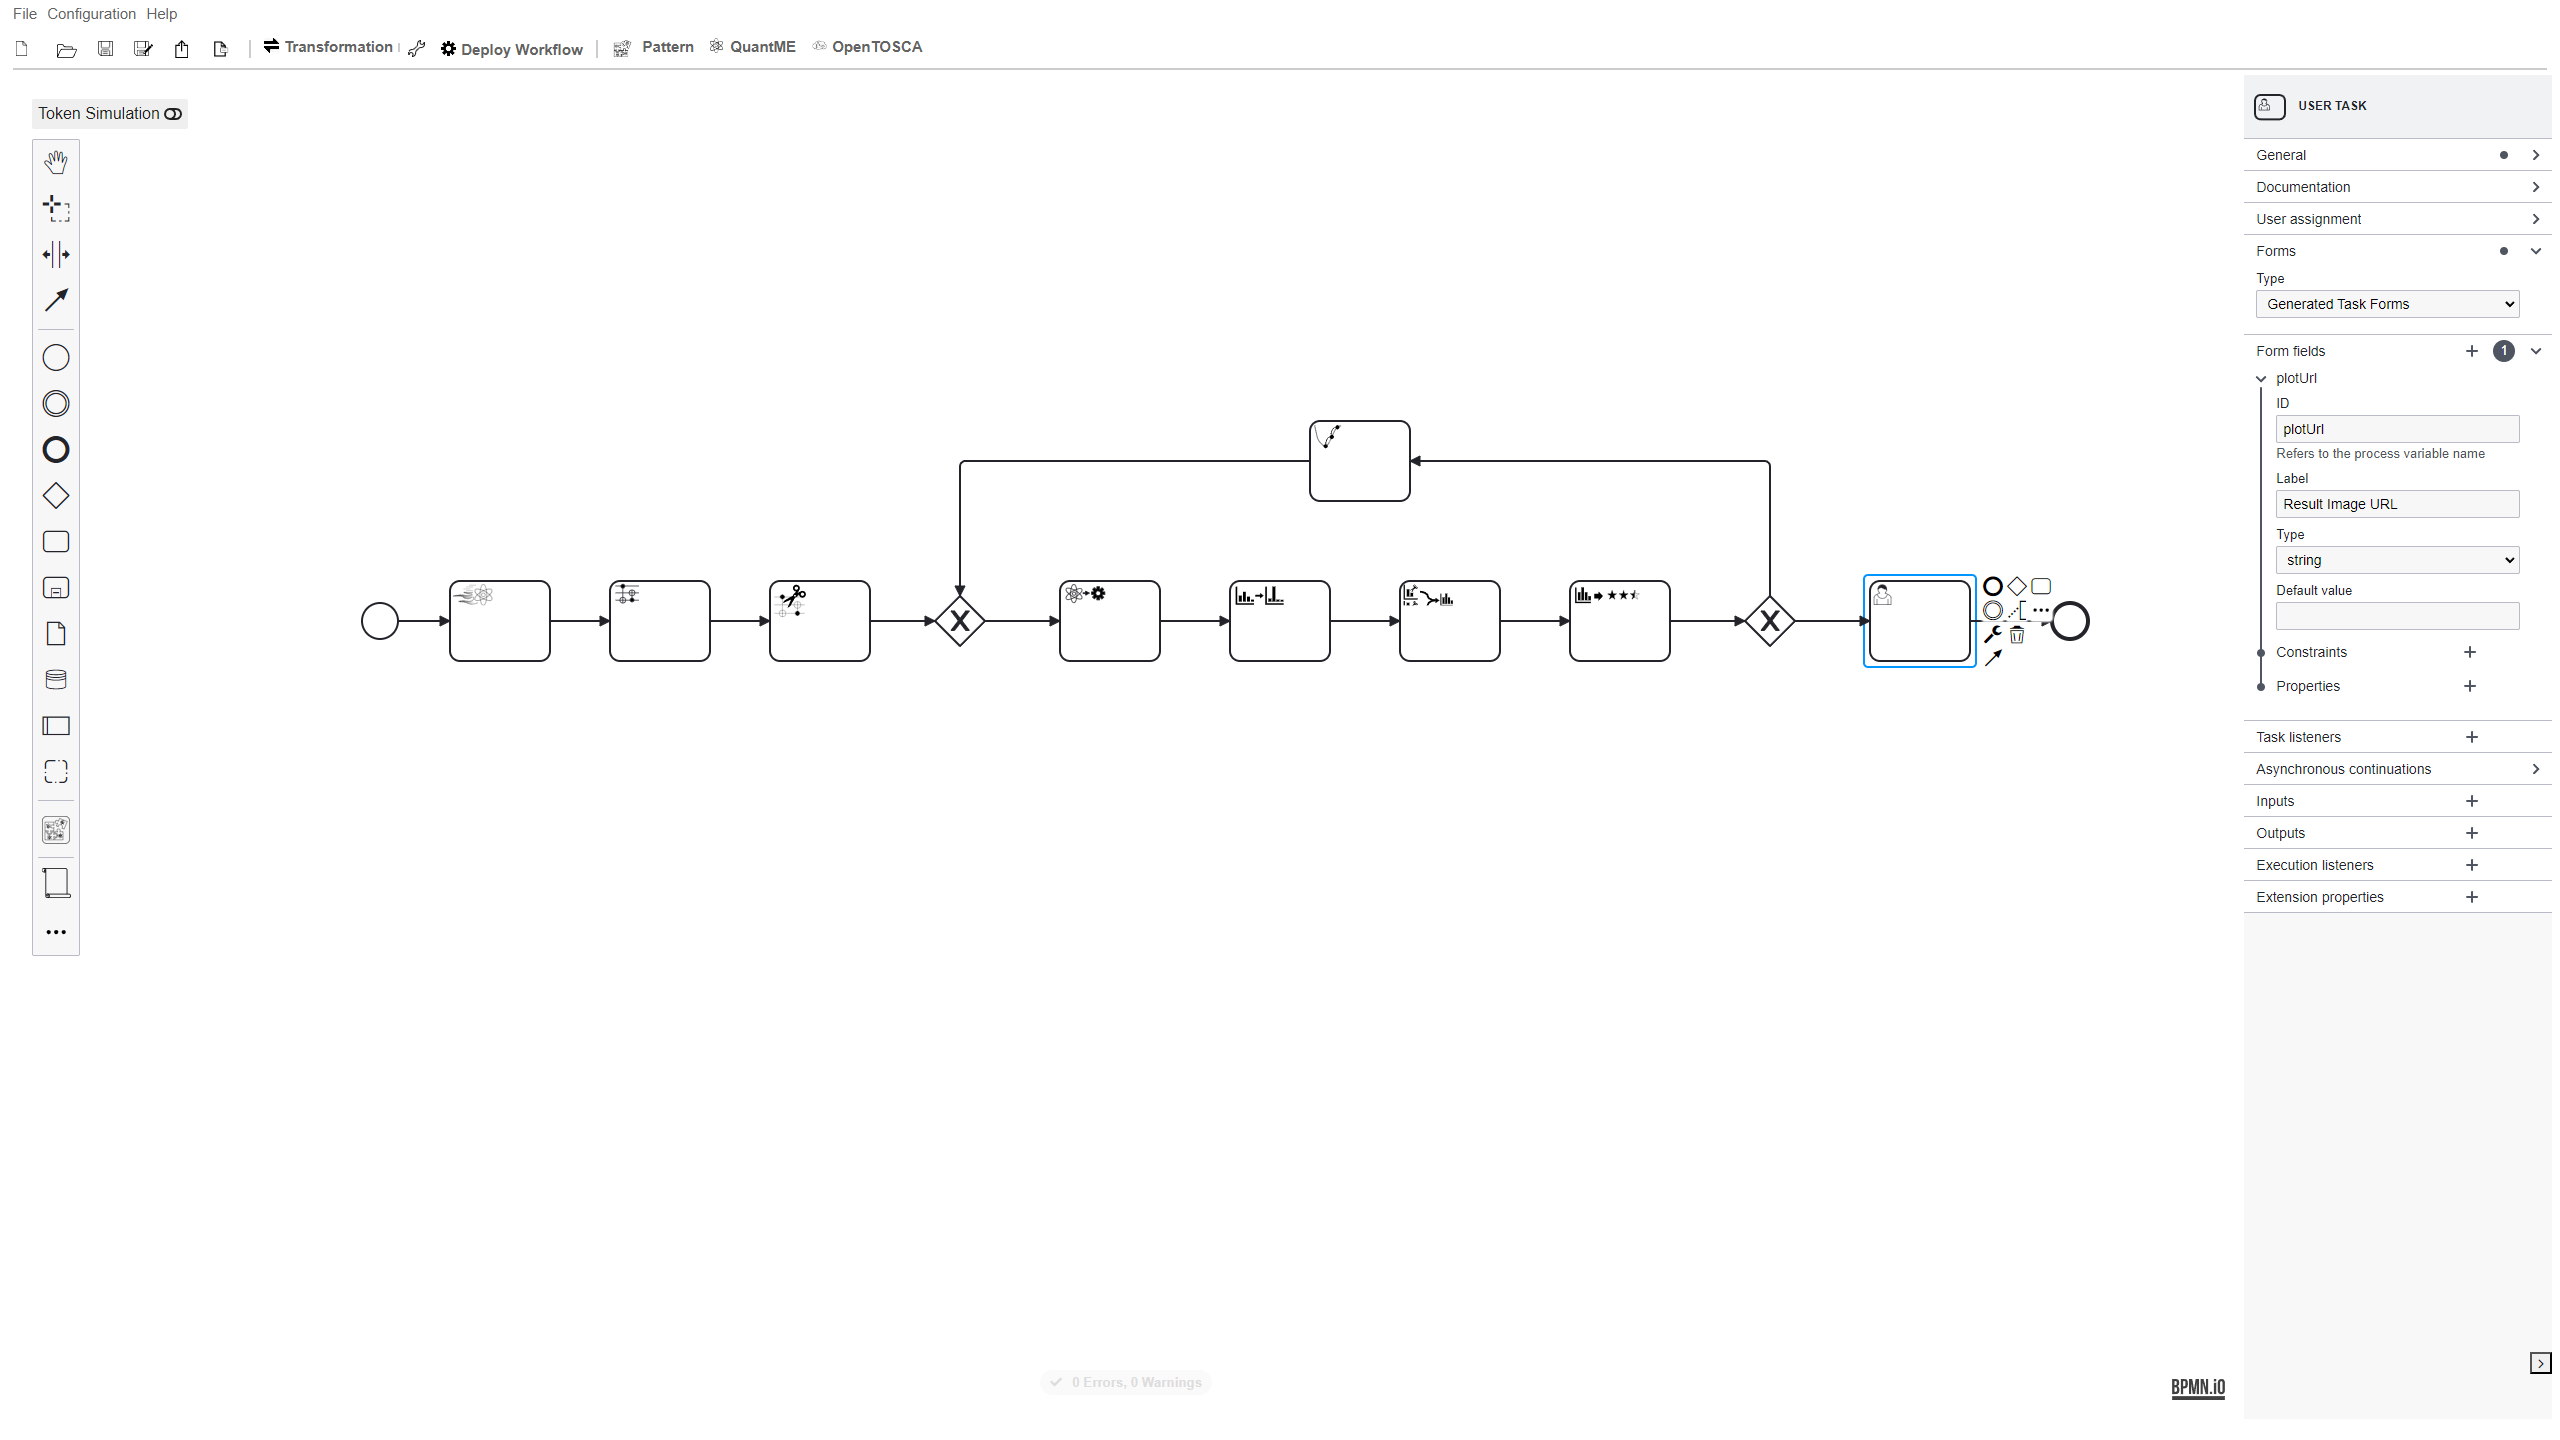 File Configuration Help
Transformation Deploy Workflow Pattern QuantME OpenTOSCA
Token Simulation
USER TASK
General
Documentation
User assignment
Forms
Type
Generated Task Forms
Form fields 1
plotUrl
ID
plotUrl
Refers to the process variable name
Label
Result Image URL
Type
string
Default value
Constraints
Properties
Task listeners
Asynchronous continuations
Inputs
Outputs
Execution listeners
Extension properties
0 Errors, 0 Warnings
BPMN.iO